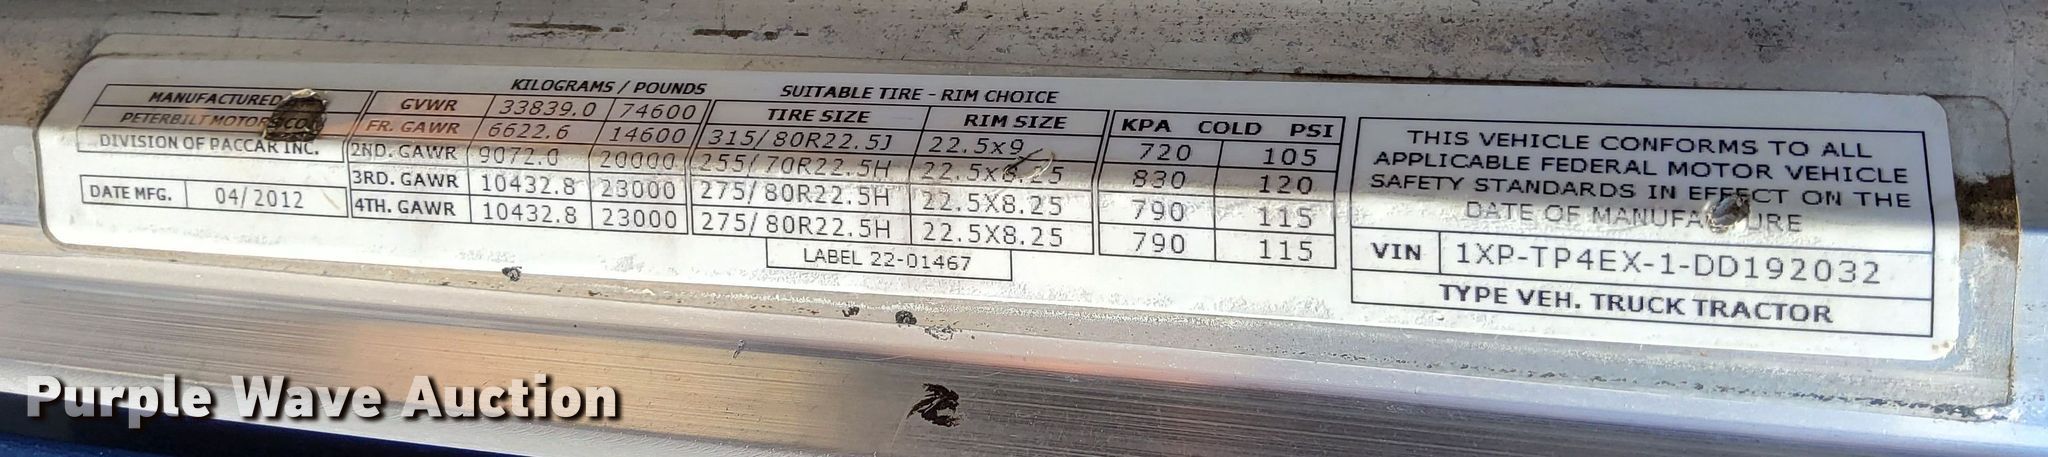 KILOGRAMS / POUNDS SUITABLE TIRE - RIM CHOICE
MANUFACTURED
PETERBILT MOTORS CO
DIVISION OF PACCAR INC.
DATE MFG. 04/2012
GVWR 33839.0 74600 TIRE SIZE RIM SIZE KPA COLD PSI
FR. GAWR 6622.6 14600 315/80R22.5J 22.5x9 720 105
2ND. GAWR 9072.0 20000 255/70R22.5H 22.5x8.25 830 120
3RD. GAWR 10432.8 23000 275/80R22.5H 22.5X8.25 790 115
4TH. GAWR 10432.8 23000 275/80R22.5H 22.5X8.25 790 115
LABEL 22-01467
THIS VEHICLE CONFORMS TO ALL
APPLICABLE FEDERAL MOTOR VEHICLE
SAFETY STANDARDS IN EFFECT ON THE
DATE OF MANUFACTURE
VIN 1XP-TP4EX-1-DD192032
TYPE VEH. TRUCK TRACTOR
Purple Wave Auction